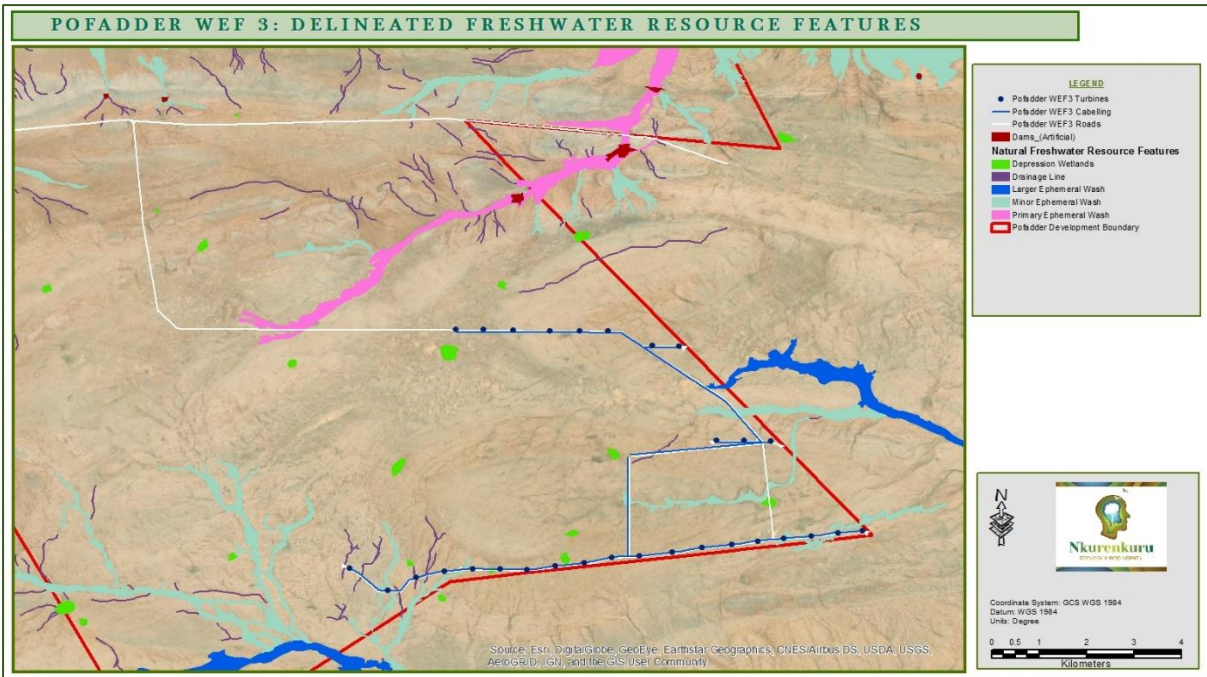 POFADDER WEF 3: DELINEATED FRESHWATER RESOURCE FEATURES
LEGEND
Pofadder WEF3 Turbines
Pofadder WEF3 Cabelling
Pofadder WEF3 Roads
Dams_(Artificial)
Natural Freshwater Resource Features
Depression Wetlands
Drainage Line
Larger Ephemeral Wash
Minor Ephemeral Wash
Primary Ephemeral Wash
Pofadder Development Boundary
N
Nkurenkuru
Coordinate System: GCS WGS 1984
Datum: WGS 1984
Units: Degree
0 0.5 1 2 3 4
Kilometers
Source: Esri, DigitalGlobe, GeoEye, Earthstar Geographics, CNES/Airbus DS, USDA, USGS,
AeroGRID, IGN, and the GIS User Community